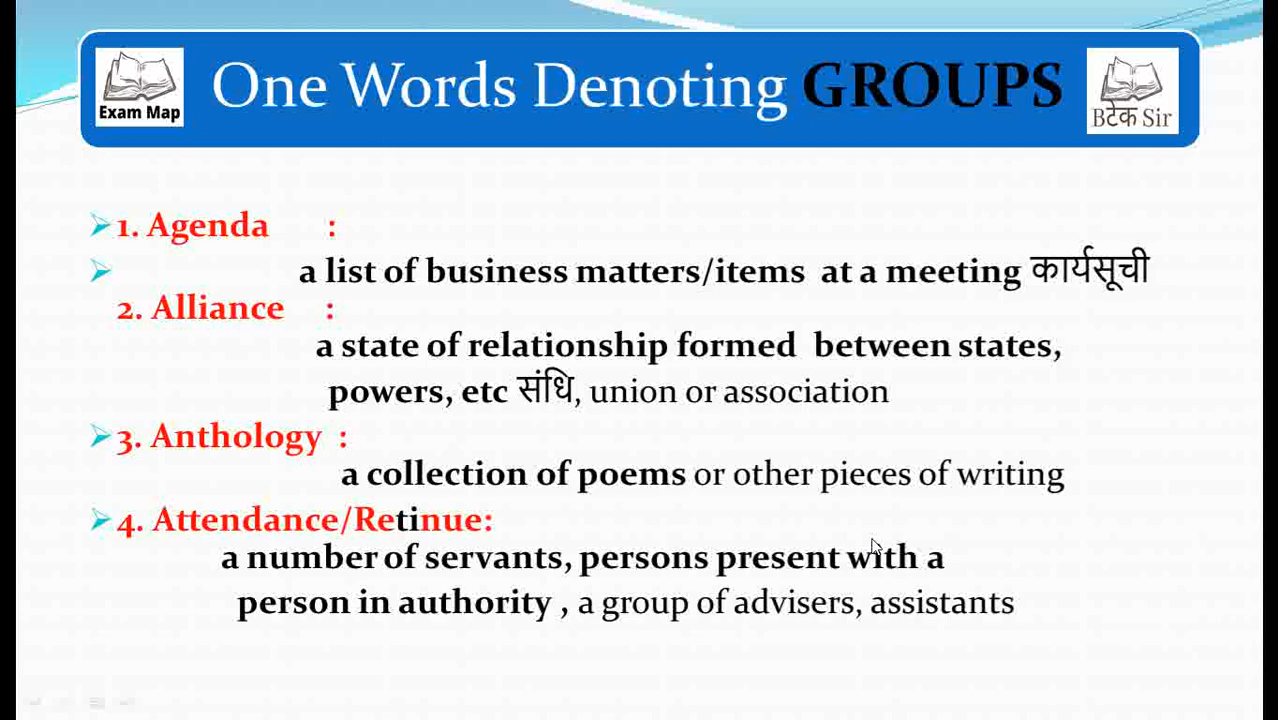 One Words Denoting GROUPS
Exam Map
Bटेक Sir
1. Agenda :
a list of business matters/items at a meeting कार्यसूची
2. Alliance :
a state of relationship formed between states,
powers, etc संधि, union or association
3. Anthology :
a collection of poems or other pieces of writing
4. Attendance/Retinue:
a number of servants, persons present with a
person in authority , a group of advisers, assistants